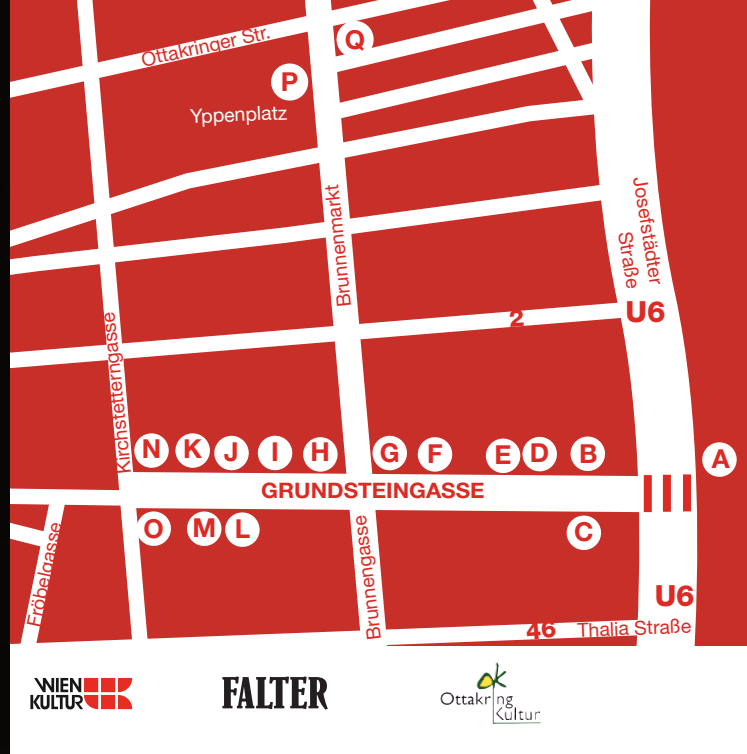 Ottakringer Str.
Q
P
Yppenplatz
Brunnenmarkt
Josefstädter
Straße
U6
2
Kirchstetterngasse
N K J I H G F E D B A
GRUNDSTEINGASSE
O M L C
Fröbelgasse
Brunnengasse
U6
46 Thalia Straße
WIEN
KULTUR
FALTER
OK
Ottakring
Kultur